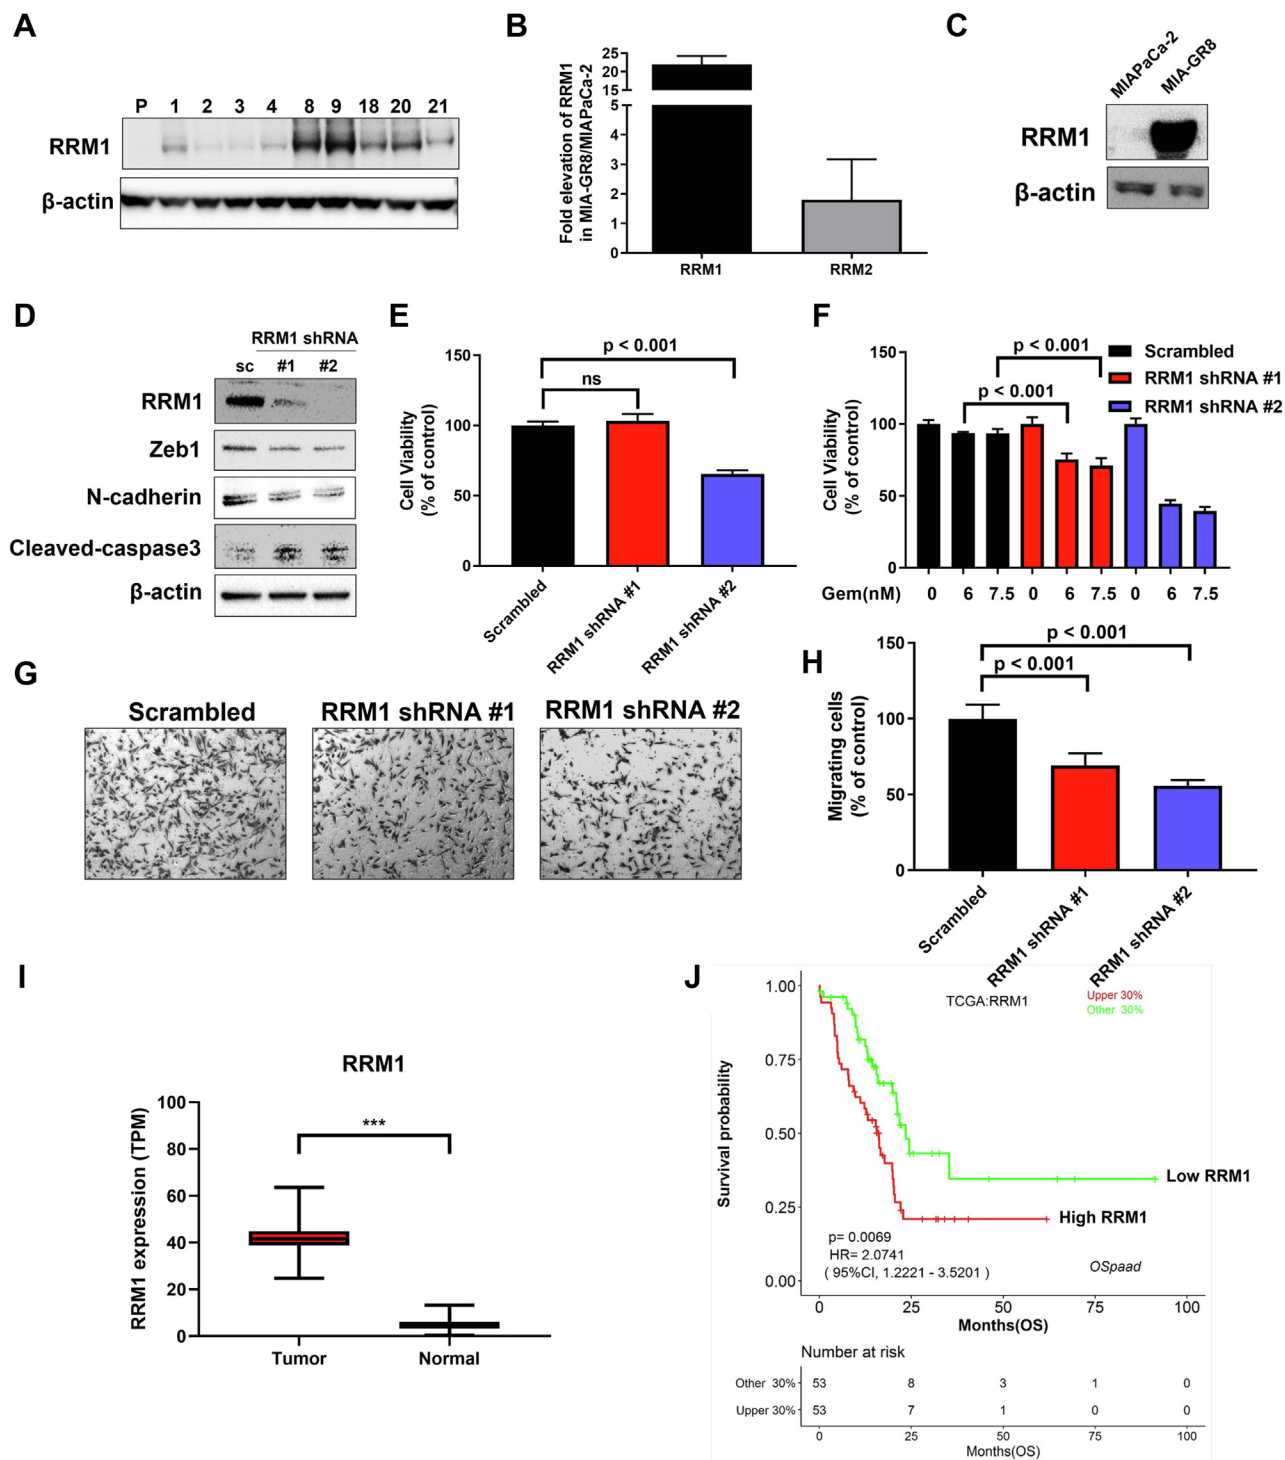 A
P 1 2 3 4 8 9 18 20 21
RRM1
β-actin
B
Fold elevation of RRM1
in MIA-GR8/MIAPaCa-2
25
20
15
5
4
3
2
1
0
RRM1 RRM2
C
MIAPaCa-2 MIA-GR8
RRM1
β-actin
D
RRM1 shRNA
sc #1 #2
RRM1
Zeb1
N-cadherin
Cleaved-caspase3
β-actin
E
Cell Viability
(% of control)
150
100
50
0
p < 0.001
ns
Scrambled RRM1 shRNA #1 RRM1 shRNA #2
F
Cell Viability
(% of control)
150
100
50
0
p < 0.001
p < 0.001
Scrambled
RRM1 shRNA #1
RRM1 shRNA #2
Gem(nM) 0 6 7.5 0 6 7.5 0 6 7.5
G
Scrambled RRM1 shRNA #1 RRM1 shRNA #2
H
Migrating cells
(% of control)
150
100
50
0
p < 0.001
p < 0.001
Scrambled RRM1 shRNA #1 RRM1 shRNA #2
I
RRM1
RRM1 expression (TPM)
100
80
60
40
20
0
***
Tumor Normal
J
Survival probability
1.00
0.75
0.50
0.25
0.00
TCGA:RRM1
Upper 30%
Other 30%
Low RRM1
High RRM1
p= 0.0069
HR= 2.0741
( 95%CI, 1.2221 - 3.5201 )
OSpaad
0 25 50 75 100
Months(OS)
Number at risk
Other 30% 53 8 3 1 0
Upper 30% 53 7 1 0 0
0 25 50 75 100
Months(OS)